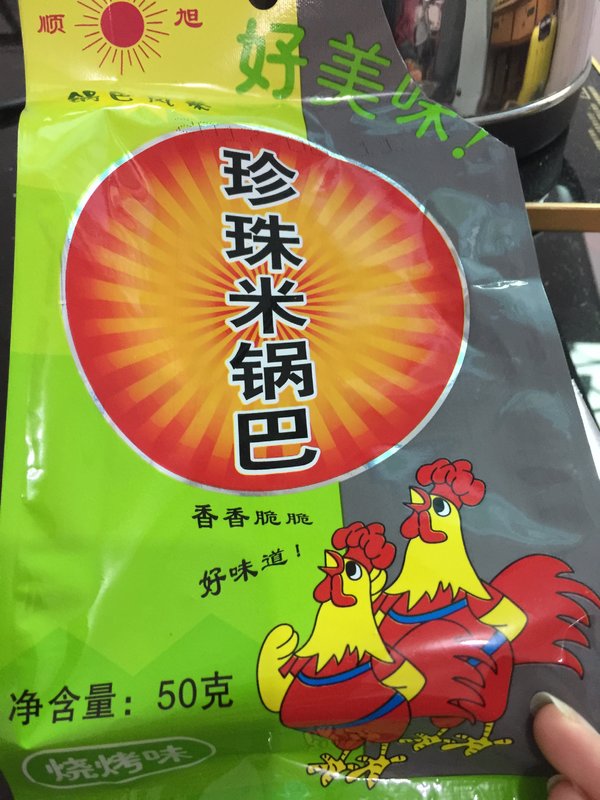 顺 旭
好美味!
锅巴风味
珍珠米锅巴
香香脆脆
好味道!
净含量: 50克
烧烤味